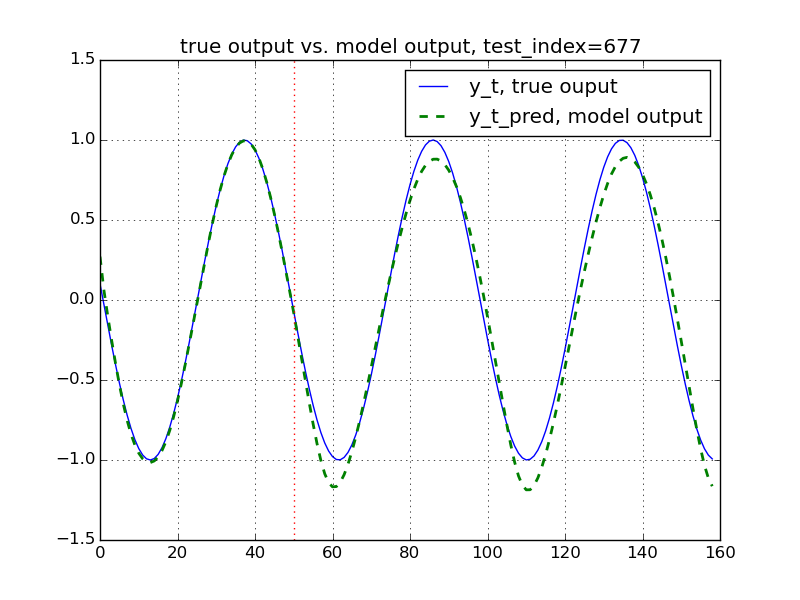 true output vs. model output, test_index=677
y_t, true ouput
y_t_pred, model output
1.5
1.0
0.5
0.0
−0.5
−1.0
−1.5
0 20 40 60 80 100 120 140 160